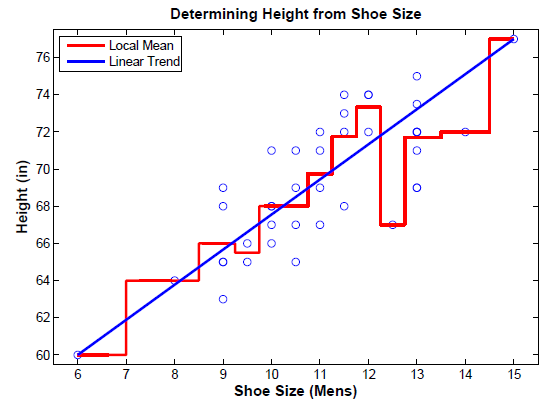 Determining Height from Shoe Size
Local Mean
Linear Trend
76
74
72
70
68
66
64
62
60
Height (in)
6 7 8 9 10 11 12 13 14 15
Shoe Size (Mens)